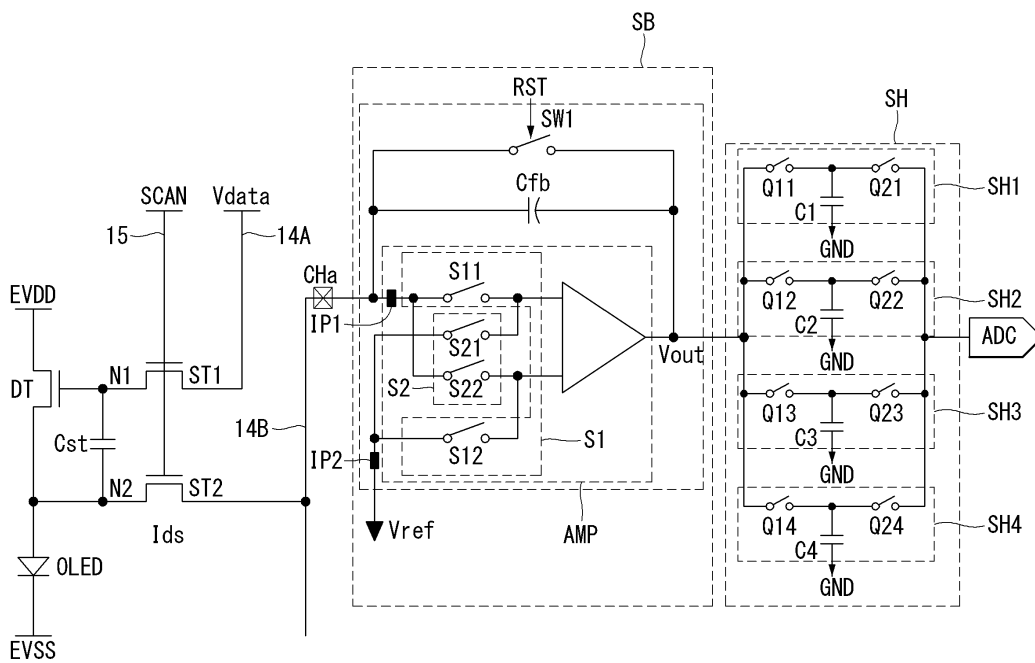 SB
RST
SW1
SH
Cfb
Q11
Q21
SH1
C1
GND
SCAN
Vdata
15
14A
CHa
S11
EVDD
IP1
S21
Q12
Q22
SH2
C2
GND
ADC
Vout
DT
N1
ST1
S2
S22
Q13
Q23
SH3
C3
GND
14B
Cst
S12
S1
IP2
N2
ST2
Ids
Vref
AMP
Q14
Q24
SH4
C4
GND
OLED
EVSS